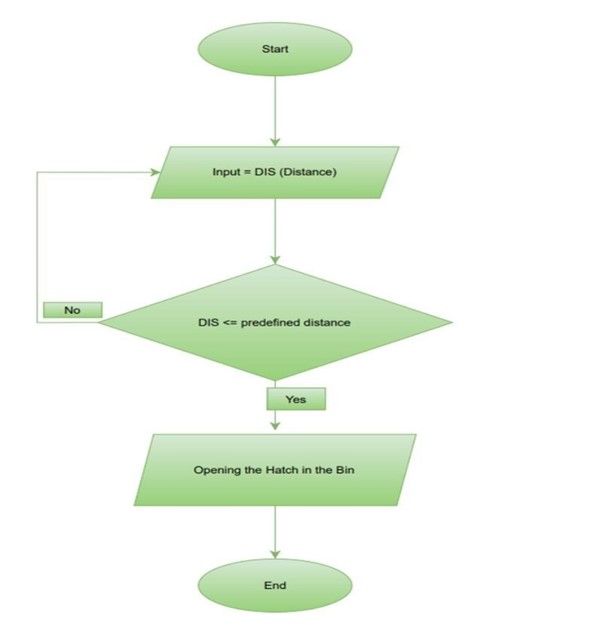 Start
Input = DIS (Distance)
DIS <= predefined distance
No
Yes
Opening the Hatch in the Bin
End